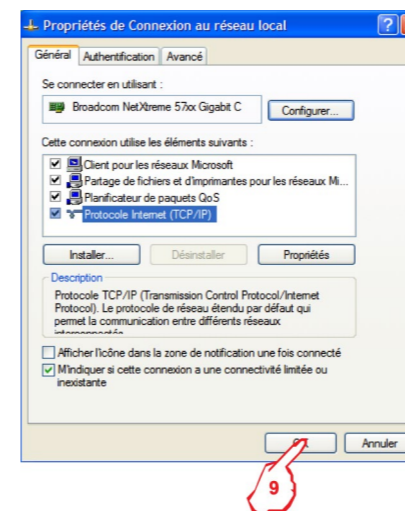 Propriétés de Connexion au réseau local
?
Général Authentification Avancé
Se connecter en utilisant :
Broadcom NetXtreme 57xx Gigabit C Configurer...
Cette connexion utilise les éléments suivants :
Client pour les réseaux Microsoft
Partage de fichiers et d'imprimantes pour les réseaux Mi...
Planificateur de paquets QoS
Protocole Internet (TCP/IP)
Installer... Désinstaller Propriétés
Description
Protocole TCP/IP (Transmission Control Protocol/Internet
Protocol). Le protocole de réseau étendu par défaut qui
permet la communication entre différents réseaux
Afficher l'icône dans la zone de notification une fois connecté
M'indiquer si cette connexion a une connectivité limitée ou
inexistante
Annuler
9